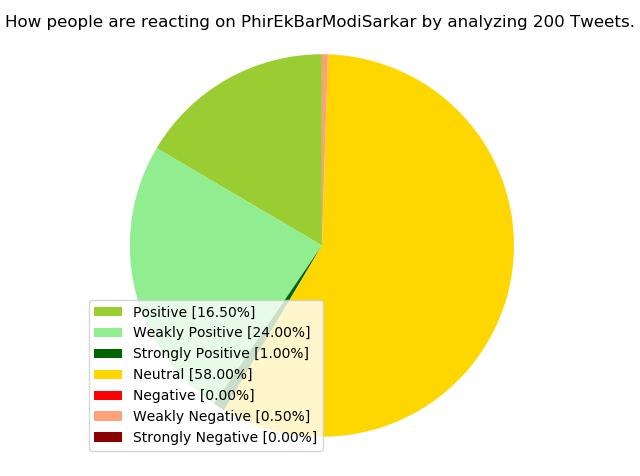 How people are reacting on PhirEkBarModiSarkar by analyzing 200 Tweets.
Positive [16.50%]
Weakly Positive [24.00%]
Strongly Positive [1.00%]
Neutral [58.00%]
Negative [0.00%]
Weakly Negative [0.50%]
Strongly Negative [0.00%]